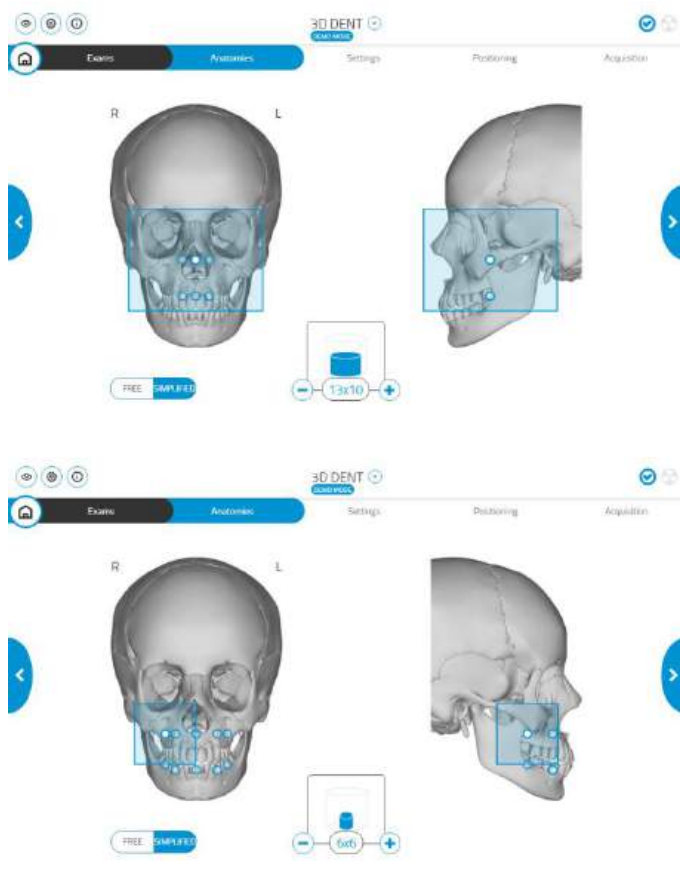 3D DENT
DEMO MODE
Exams Anatomies Settings Positioning Acquisition
R L
FREE SIMPLIFIED
13x10
3D DENT
DEMO MODE
Exams Anatomies Settings Positioning Acquisition
R L
FREE SIMPLIFIED
6x6